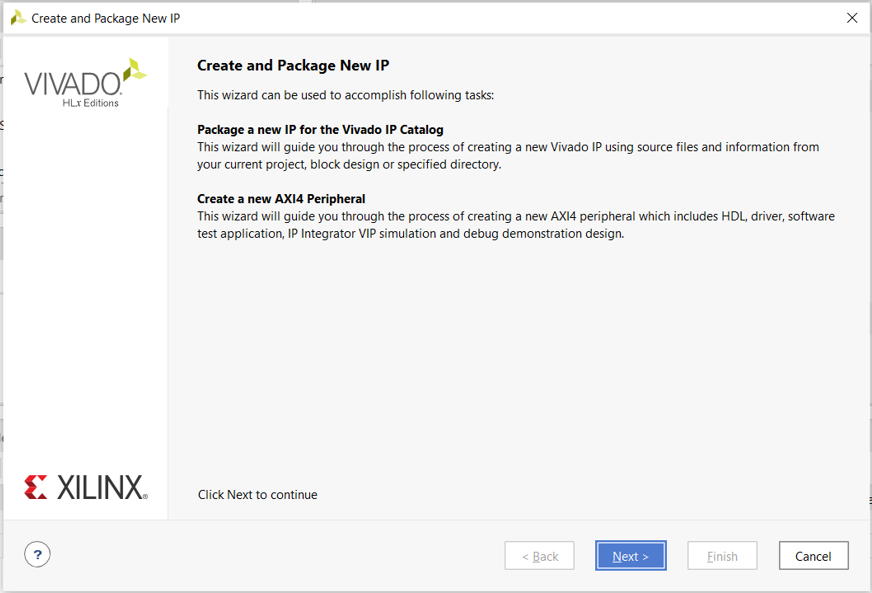 Create and Package New IP
VIVADO.
HLx Editions
Create and Package New IP
This wizard can be used to accomplish following tasks:
Package a new IP for the Vivado IP Catalog
This wizard will guide you through the process of creating a new Vivado IP using source files and information from
your current project, block design or specified directory.
Create a new AXI4 Peripheral
This wizard will guide you through the process of creating a new AXI4 peripheral which includes HDL, driver, software
test application, IP Integrator VIP simulation and debug demonstration design.
XILINX®
Click Next to continue
?
< Back
Next >
Finish
Cancel